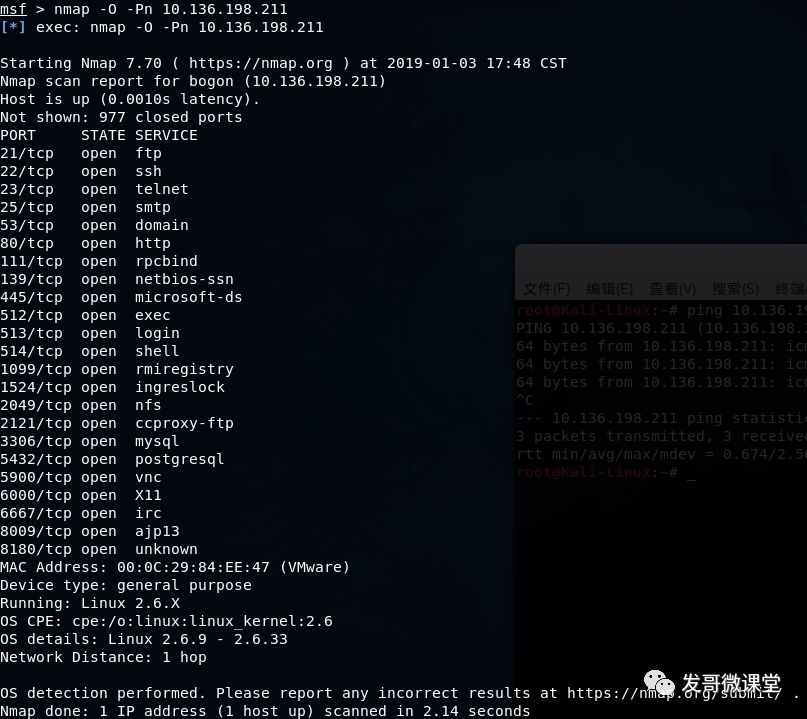 msf > nmap -O -Pn 10.136.198.211
[*] exec: nmap -O -Pn 10.136.198.211
Starting Nmap 7.70 ( https://nmap.org ) at 2019-01-03 17:48 CST
Nmap scan report for bogon (10.136.198.211)
Host is up (0.0010s latency).
Not shown: 977 closed ports
PORT     STATE SERVICE
21/tcp   open  ftp
22/tcp   open  ssh
23/tcp   open  telnet
25/tcp   open  smtp
53/tcp   open  domain
80/tcp   open  http
111/tcp  open  rpcbind
139/tcp  open  netbios-ssn
445/tcp  open  microsoft-ds
512/tcp  open  exec
513/tcp  open  login
514/tcp  open  shell
1099/tcp open  rmiregistry
1524/tcp open  ingreslock
2049/tcp open  nfs
2121/tcp open  ccproxy-ftp
3306/tcp open  mysql
5432/tcp open  postgresql
5900/tcp open  vnc
6000/tcp open  X11
6667/tcp open  irc
8009/tcp open  ajp13
8180/tcp open  unknown
MAC Address: 00:0C:29:84:EE:47 (VMware)
Device type: general purpose
Running: Linux 2.6.X
OS CPE: cpe:/o:linux:linux_kernel:2.6
OS details: Linux 2.6.9 - 2.6.33
Network Distance: 1 hop
OS detection performed. Please report any incorrect results at https://nmap.org/submit/ .
Nmap done: 1 IP address (1 host up) scanned in 2.14 seconds
文件(F) 编辑(E) 查看(V) 搜索(S) 终端
root@Kali-Linux:~# ping 10.136.19
PING 10.136.198.211 (10.136.198.2
64 bytes from 10.136.198.211: icm
64 bytes from 10.136.198.211: icm
64 bytes from 10.136.198.211: icm
^C
--- 10.136.198.211 ping statistic
3 packets transmitted, 3 received
rtt min/avg/max/mdev = 0.674/2.50
root@Kali-Linux:~# _
发哥微课堂